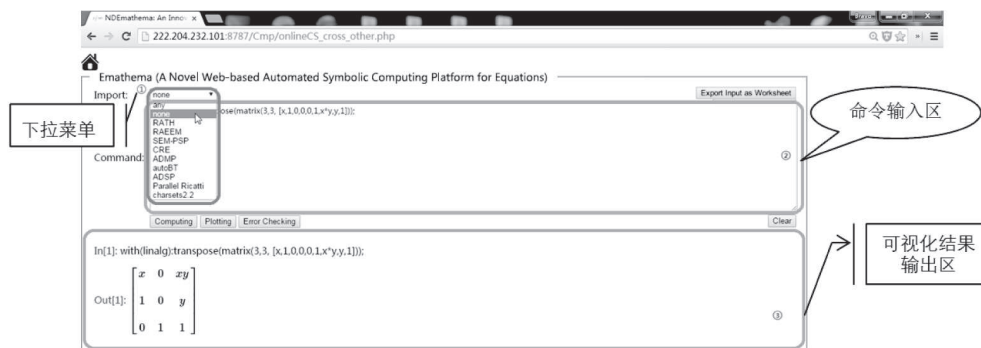 NDEmathema: An Inno
222.204.232.101:8787/Cmp/onlineCS_cross_other.php
Emathema (A Novel Web-based Automated Symbolic Computing Platform for Equations)
Import: ① none
Export Input as Worksheet
any
none
RATH
RAEEM
SEM-PSP
CRE
ADMP
autoBT
ADSP
Parallel Ricatti
charsets2.2
pose(matrix(3,3, [x,1,0,0,0,1,x*y,y,1]));
Command:
②
下拉菜单
命令输入区
Computing Plotting Error Checking Clear
In[1]: with(linalg):transpose(matrix(3,3, [x,1,0,0,0,1,x*y,y,1]));
Out[1]:
x 0 xy
1 0 y
0 1 1
③
可视化结果
输出区